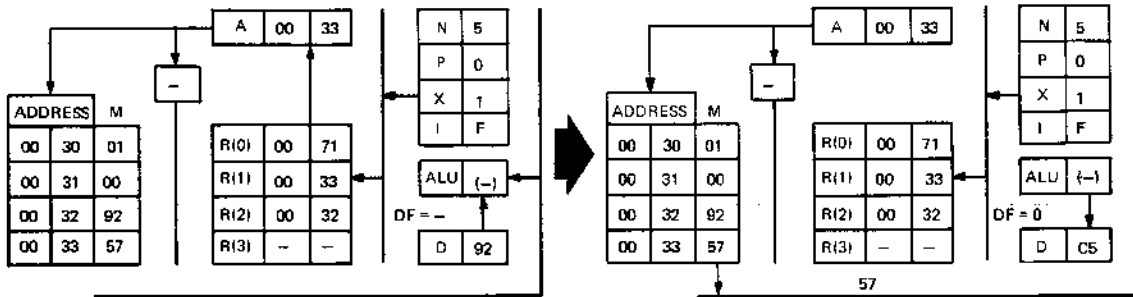 A 00 33
N 5
P 0
X 1
I F
—
ADDRESS M
00 30 01
00 31 00
00 32 92
00 33 57
R(0) 00 71
R(1) 00 33
R(2) 00 32
R(3) – –
ALU (–)
DF = –
D 92
A 00 33
N 5
P 0
X 1
I F
—
ADDRESS M
00 30 01
00 31 00
00 32 92
00 33 57
R(0) 00 71
R(1) 00 33
R(2) 00 32
R(3) – –
ALU (–)
DF = 0
D C5
57